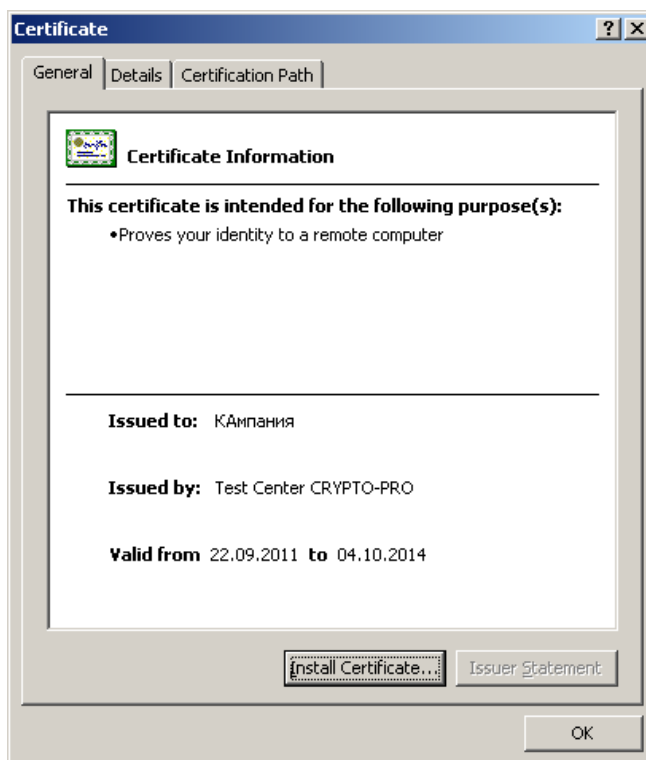 Certificate
General Details Certification Path
Certificate Information
This certificate is intended for the following purpose(s):
•Proves your identity to a remote computer
Issued to: КАмпания
Issued by: Test Center CRYPTO-PRO
Valid from 22.09.2011 to 04.10.2014
Install Certificate... Issuer Statement
OK